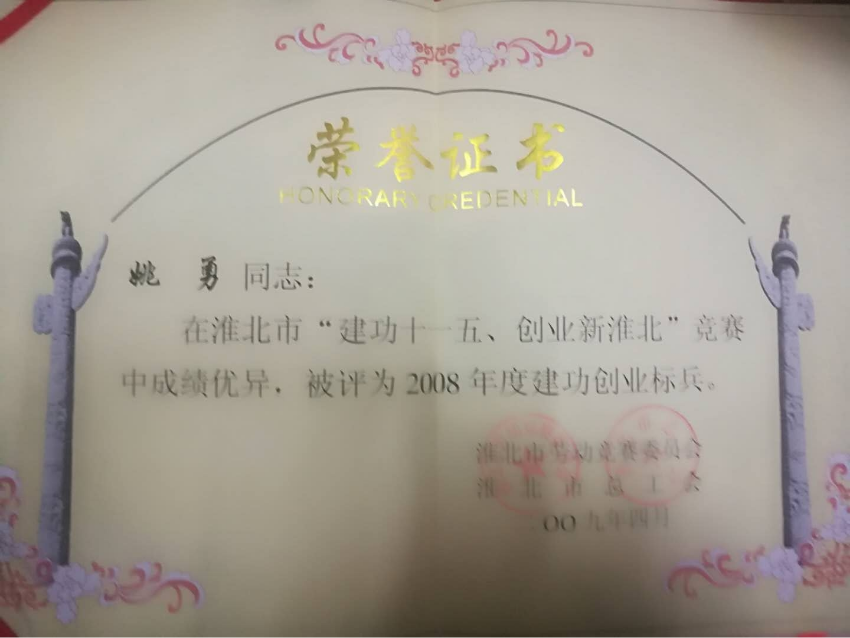 荣誉证书
HONORARY CREDENTIAL
姚 勇 同志：
在淮北市“建功十一五、创业新淮北”竞赛
中成绩优异，被评为2008年度建功创业标兵。
淮北市劳动竞赛委员会
淮北市总工会
二〇〇九年四月